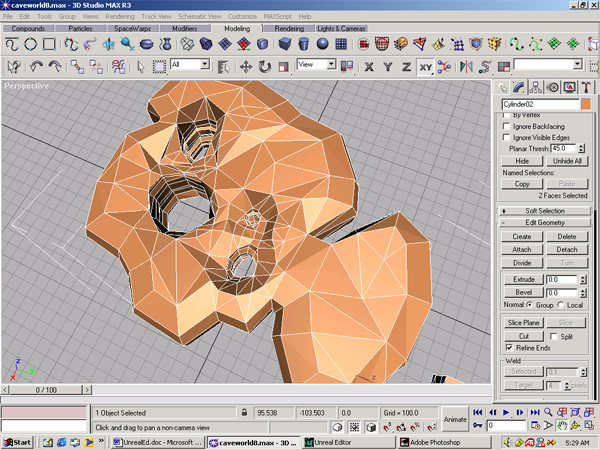 caveworld8.max - 3D Studio MAX R3
File Edit Tools Group Views Rendering Track View Schematic View Customize MAXScript Help
Compounds Particles SpaceWarps Modifiers Modeling Rendering Lights & Cameras
All View X Y Z XY
Perspective
Cylinder02
By Vertex
Ignore Backfacing
Ignore Visible Edges
Planar Thresh: 45.0
Hide Unhide All
Named Selections:
Copy Paste
2 Faces Selected
+ Soft Selection
- Edit Geometry
Create Delete
Attach Detach
Divide Turn
Extrude 0.0
Bevel 0.0
Normal: Group Local
Slice Plane Slice
Cut Split
Refine Ends
Weld
Selected 0.1
Target 4 pixels
z
y
x
0 / 100
1 Object Selected 95.538 -103.503 0.0 Grid = 100.0 Animate
Click and drag to pan a non-camera view
0
Start UnrealEd.doc - Microsoft ... caveworld8.max - 3D ... Unreal Editor Adobe Photoshop 5:29 AM